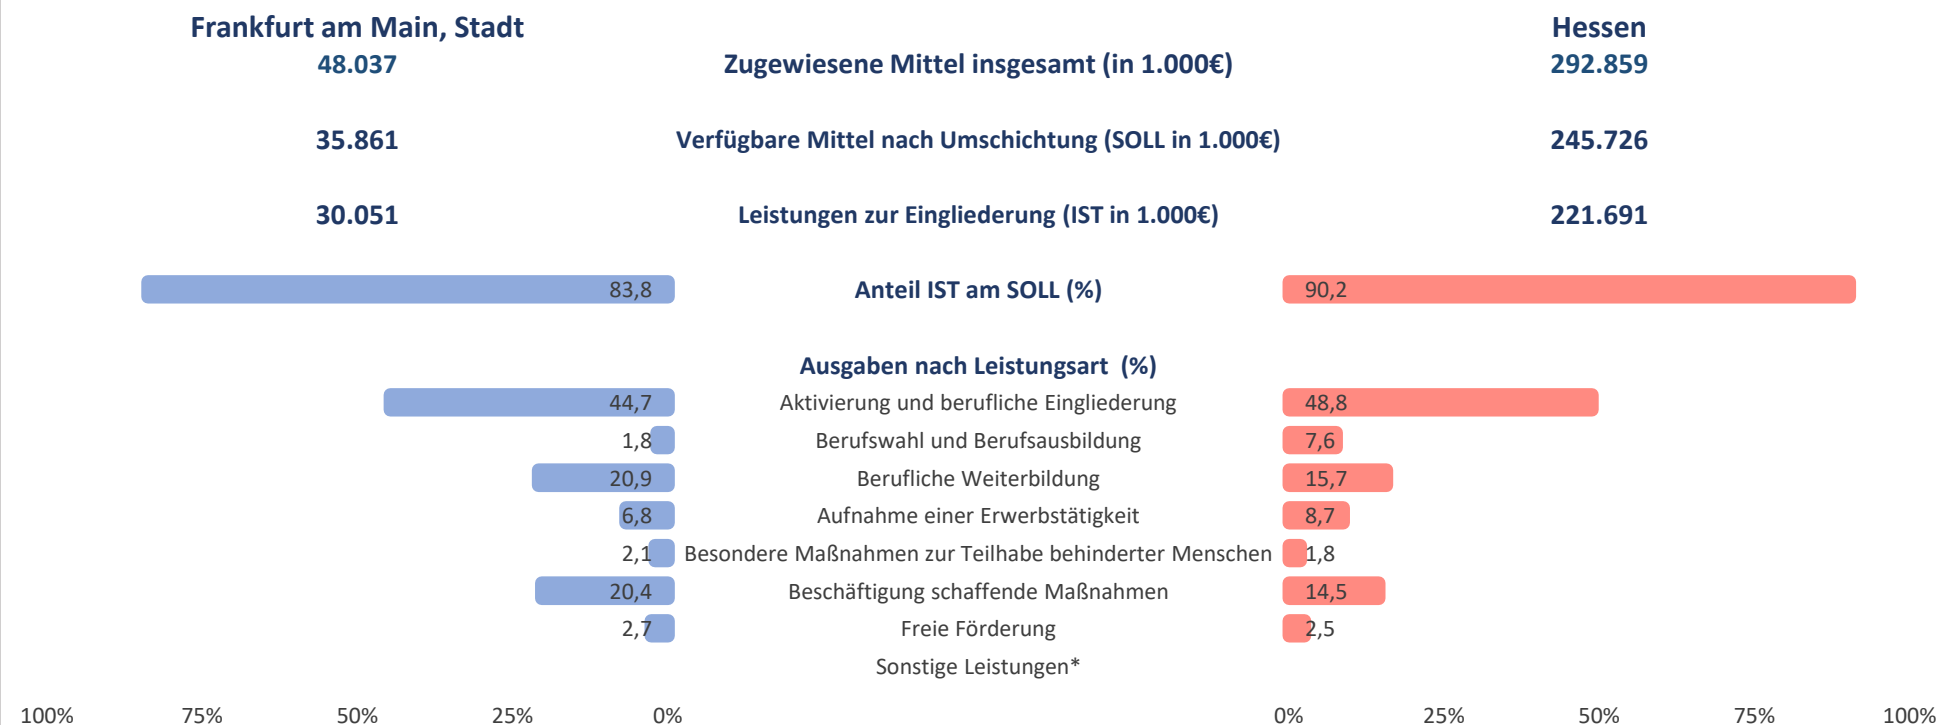 Frankfurt am Main, Stadt Hessen
48.037 Zugewiesene Mittel insgesamt (in 1.000€) 292.859
35.861 Verfügbare Mittel nach Umschichtung (SOLL in 1.000€) 245.726
30.051 Leistungen zur Eingliederung (IST in 1.000€) 221.691
83,8 Anteil IST am SOLL (%) 90,2
Ausgaben nach Leistungsart (%)
44,7 Aktivierung und berufliche Eingliederung 48,8
1,8 Berufswahl und Berufsausbildung 7,6
20,9 Berufliche Weiterbildung 15,7
6,8 Aufnahme einer Erwerbstätigkeit 8,7
2,1 Besondere Maßnahmen zur Teilhabe behinderter Menschen 1,8
20,4 Beschäftigung schaffende Maßnahmen 14,5
2,7 Freie Förderung 2,5
Sonstige Leistungen*
100% 75% 50% 25% 0% 0% 25% 50% 75% 100%